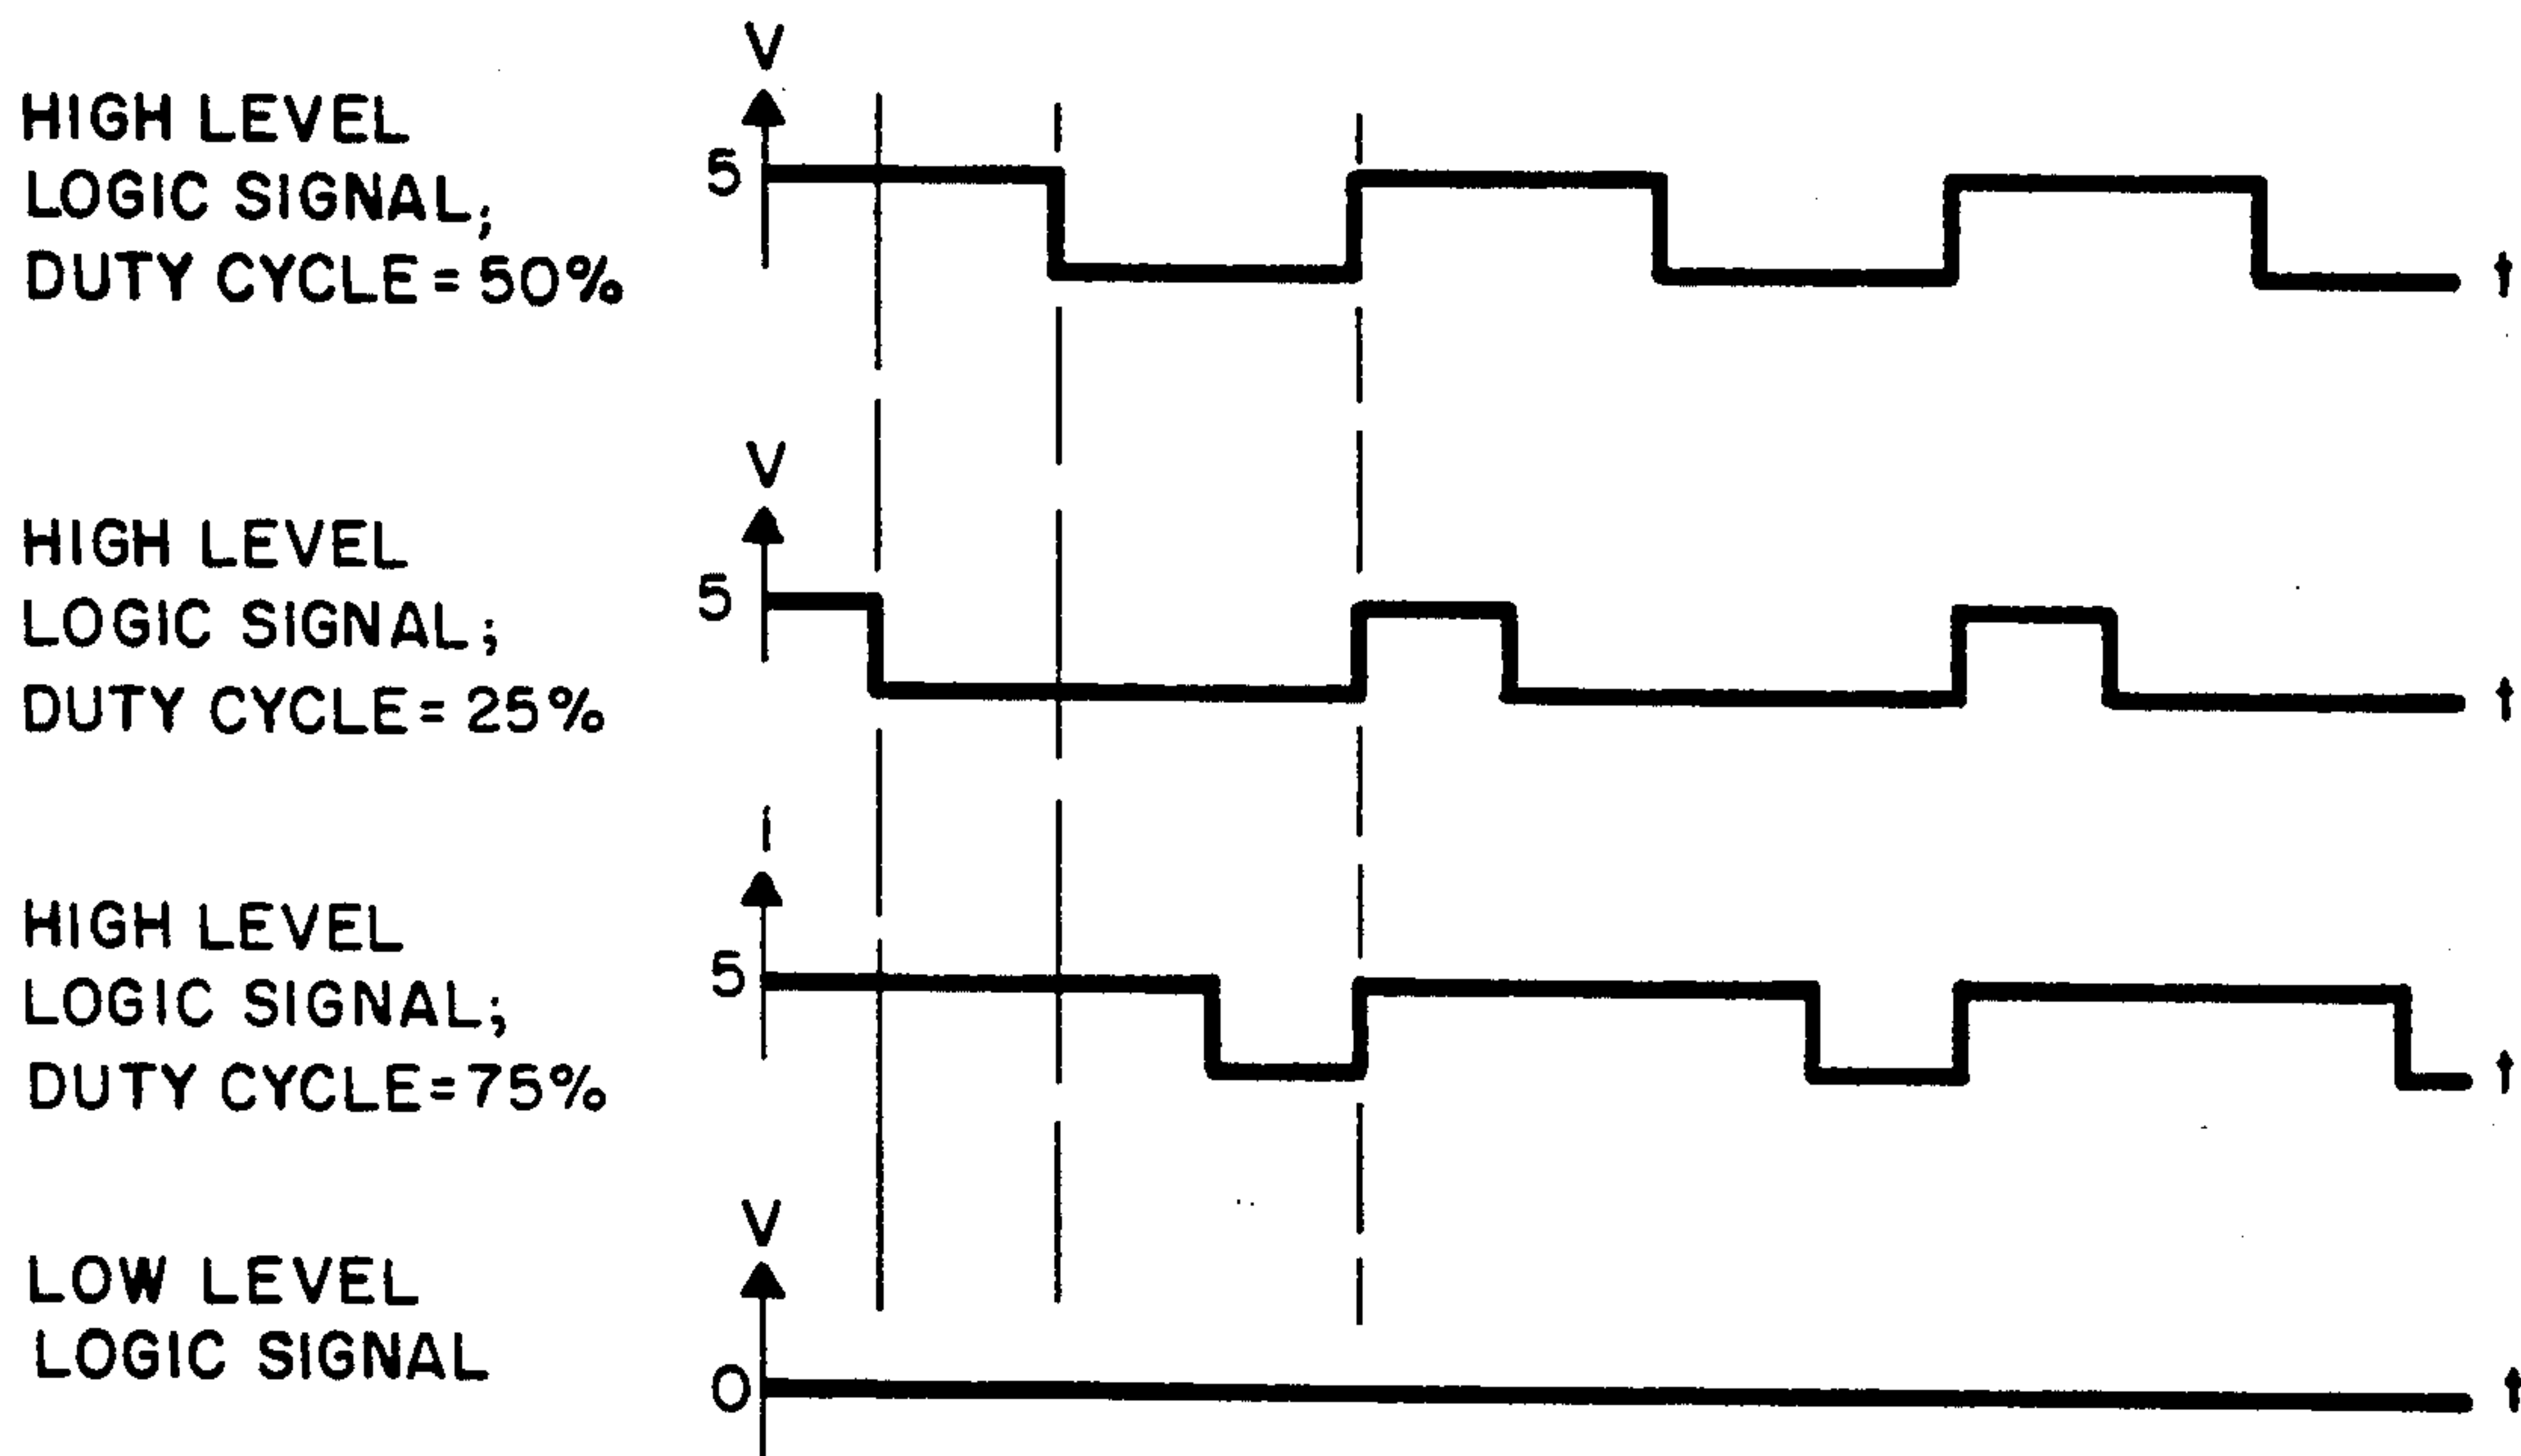 V
HIGH LEVEL
LOGIC SIGNAL;
DUTY CYCLE = 50%
5
t
V
HIGH LEVEL
LOGIC SIGNAL;
DUTY CYCLE = 25%
5
t
HIGH LEVEL
LOGIC SIGNAL;
DUTY CYCLE=75%
5
t
V
LOW LEVEL
LOGIC SIGNAL
0
t